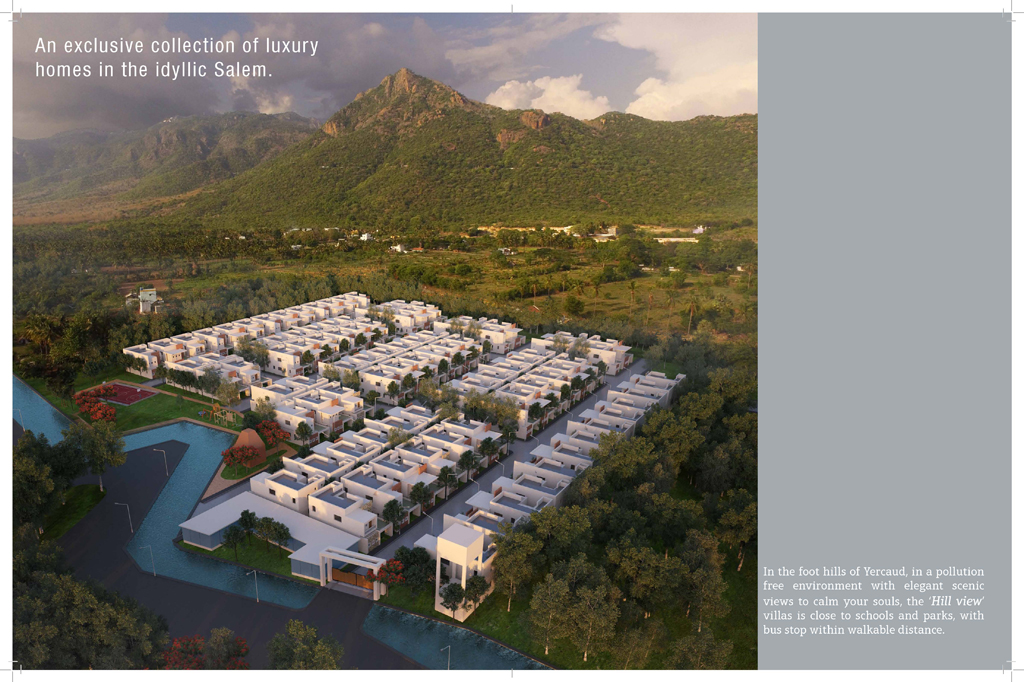 An exclusive collection of luxury
homes in the idyllic Salem.
In the foot hills of Yercaud, in a pollution
free environment with elegant scenic
views to calm your souls, the ‘Hill view’
villas is close to schools and parks, with
bus stop within walkable distance.